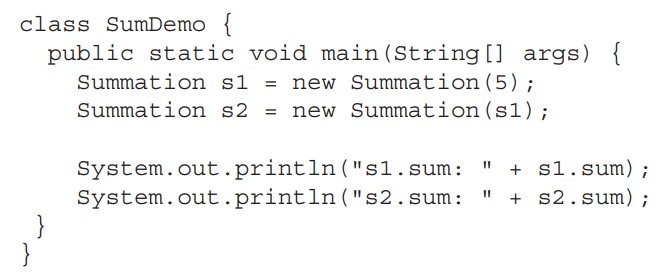 class SumDemo {
  public static void main(String[] args) {
    Summation s1 = new Summation(5);
    Summation s2 = new Summation(s1);

    System.out.println("s1.sum: " + s1.sum);
    System.out.println("s2.sum: " + s2.sum);
 }
}